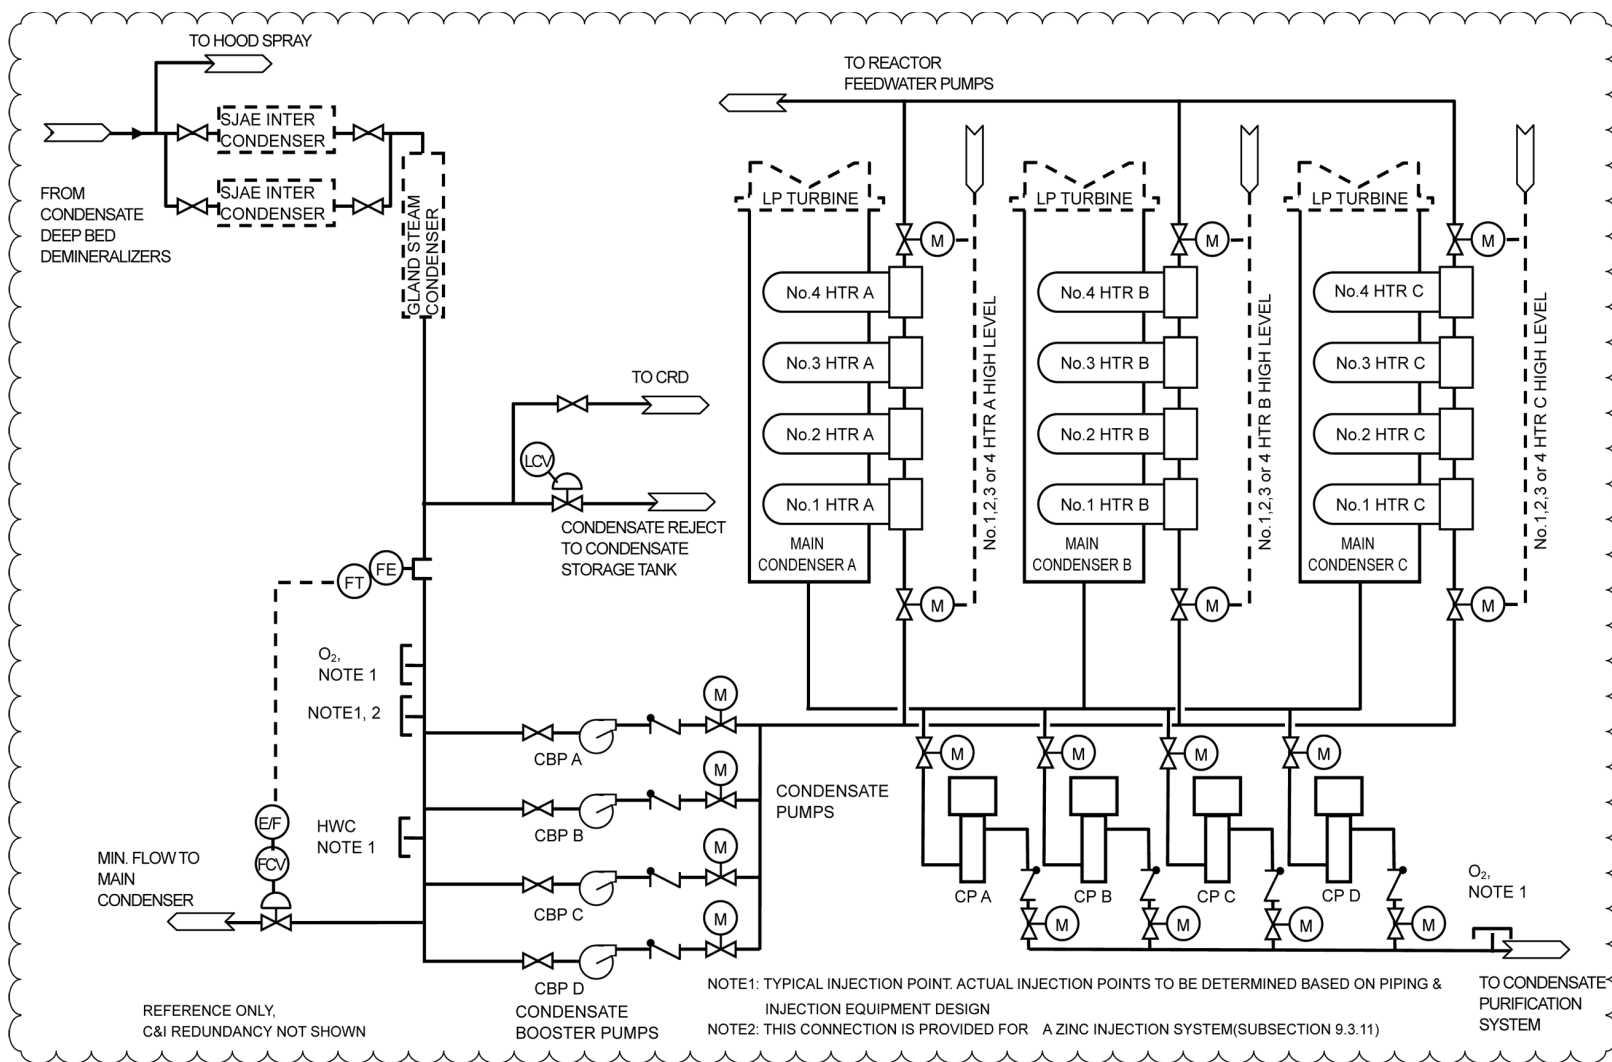 TO HOOD SPRAY
SJAE INTER
CONDENSER
SJAE INTER
CONDENSER
FROM
CONDENSATE
DEEP BED
DEMINERALIZERS
GLAND STEAM
CONDENSER
TO CRD
LCV
CONDENSATE REJECT
TO CONDENSATE
STORAGE TANK
FE
FT
O₂,
NOTE 1
NOTE1, 2
HWC
NOTE 1
E/F
FCV
MIN. FLOW TO
MAIN
CONDENSER
M
CBP A
M
CBP B
M
CBP C
M
CBP D
CONDENSATE
BOOSTER PUMPS
REFERENCE ONLY,
C&I REDUNDANCY NOT SHOWN
TO REACTOR
FEEDWATER PUMPS
LP TURBINE
M
No.4 HTR A
No.3 HTR A
No.2 HTR A
No.1 HTR A
MAIN
CONDENSER A
M
No.1,2,3 or 4 HTR A HIGH LEVEL
LP TURBINE
M
No.4 HTR B
No.3 HTR B
No.2 HTR B
No.1 HTR B
MAIN
CONDENSER B
M
No.1,2,3 or 4 HTR B HIGH LEVEL
LP TURBINE
M
No.4 HTR C
No.3 HTR C
No.2 HTR C
No.1 HTR C
MAIN
CONDENSER C
M
No.1,2,3 or 4 HTR C HIGH LEVEL
CONDENSATE
PUMPS
M
M
M
M
CP A
CP B
CP C
CP D
M
M
M
M
O₂,
NOTE 1
TO CONDENSATE
PURIFICATION
SYSTEM
NOTE1: TYPICAL INJECTION POINT. ACTUAL INJECTION POINTS TO BE DETERMINED BASED ON PIPING &
INJECTION EQUIPMENT DESIGN
NOTE2: THIS CONNECTION IS PROVIDED FOR A ZINC INJECTION SYSTEM(SUBSECTION 9.3.11)